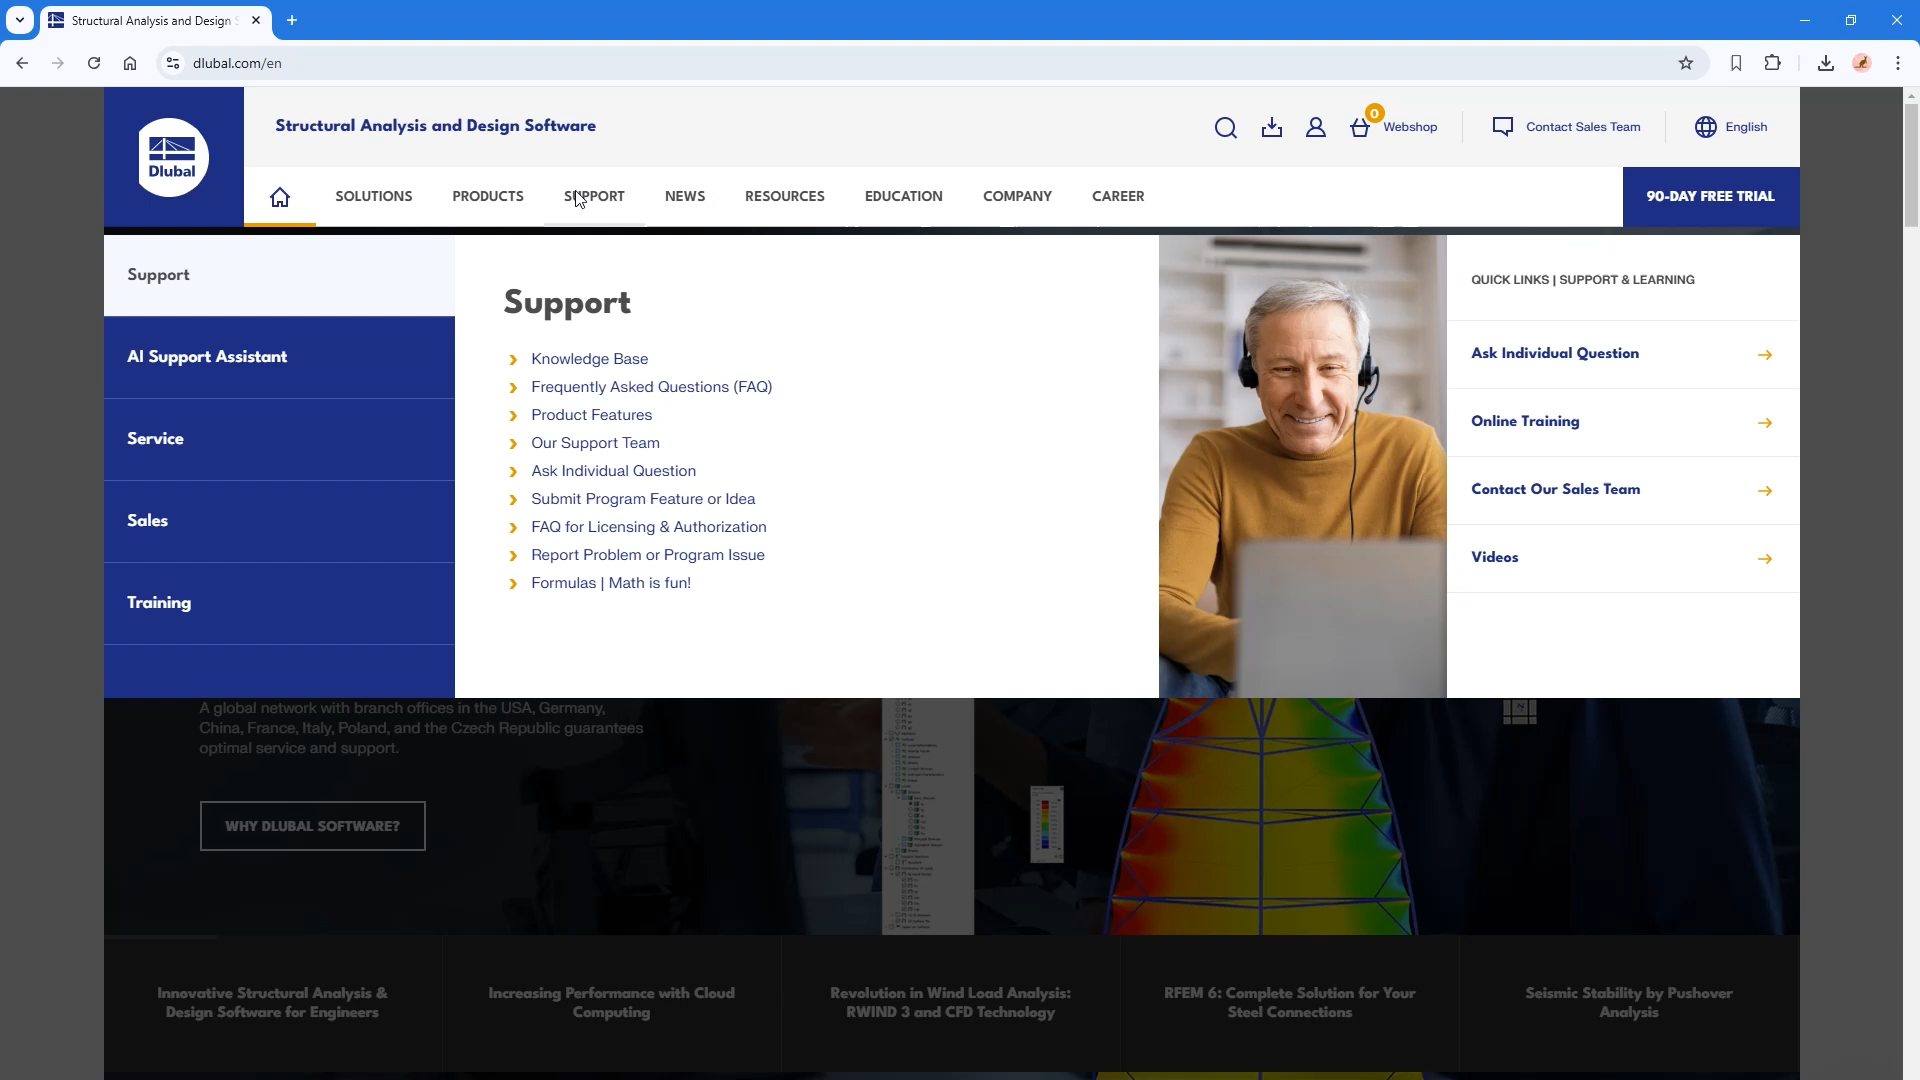 Structural Analysis and Design S
dlubal.com/en
Dlubal
Structural Analysis and Design Software
0
Webshop
Contact Sales Team
English
SOLUTIONS
PRODUCTS
SUPPORT
NEWS
RESOURCES
EDUCATION
COMPANY
CAREER
90-DAY FREE TRIAL
Support
AI Support Assistant
Service
Sales
Training
Support
Knowledge Base
Frequently Asked Questions (FAQ)
Product Features
Our Support Team
Ask Individual Question
Submit Program Feature or Idea
FAQ for Licensing & Authorization
Report Problem or Program Issue
Formulas | Math is fun!
QUICK LINKS | SUPPORT & LEARNING
Ask Individual Question
Online Training
Contact Our Sales Team
Videos
A global network with branch offices in the USA, Germany,
China, France, Italy, Poland, and the Czech Republic guarantees
optimal service and support.
WHY DLUBAL SOFTWARE?
Innovative Structural Analysis &
Design Software for Engineers
Increasing Performance with Cloud
Computing
Revolution in Wind Load Analysis:
RWIND 3 and CFD Technology
RFEM 6: Complete Solution for Your
Steel Connections
Seismic Stability by Pushover
Analysis